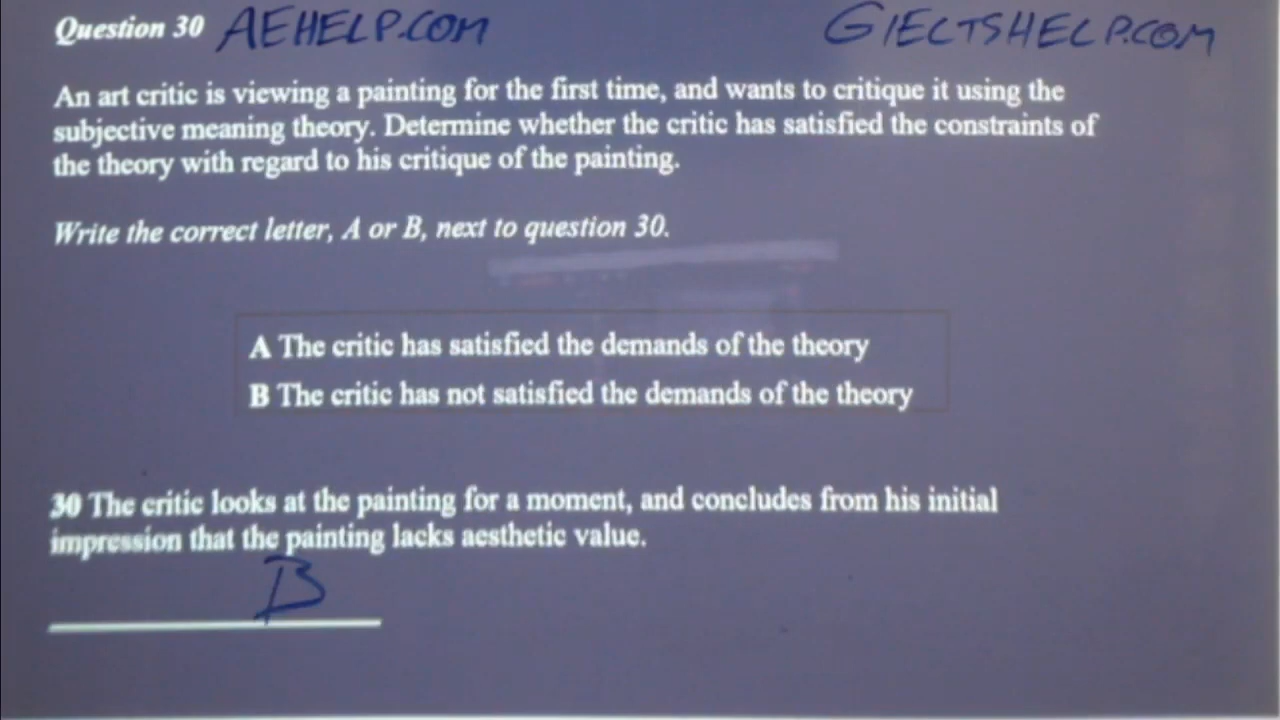 Question 30 AEHELP.COM GIELTSHELP.COM
An art critic is viewing a painting for the first time, and wants to critique it using the
subjective meaning theory. Determine whether the critic has satisfied the constraints of
the theory with regard to his critique of the painting.
Write the correct letter, A or B, next to question 30.
A The critic has satisfied the demands of the theory
B The critic has not satisfied the demands of the theory
30 The critic looks at the painting for a moment, and concludes from his initial
impression that the painting lacks aesthetic value.
B